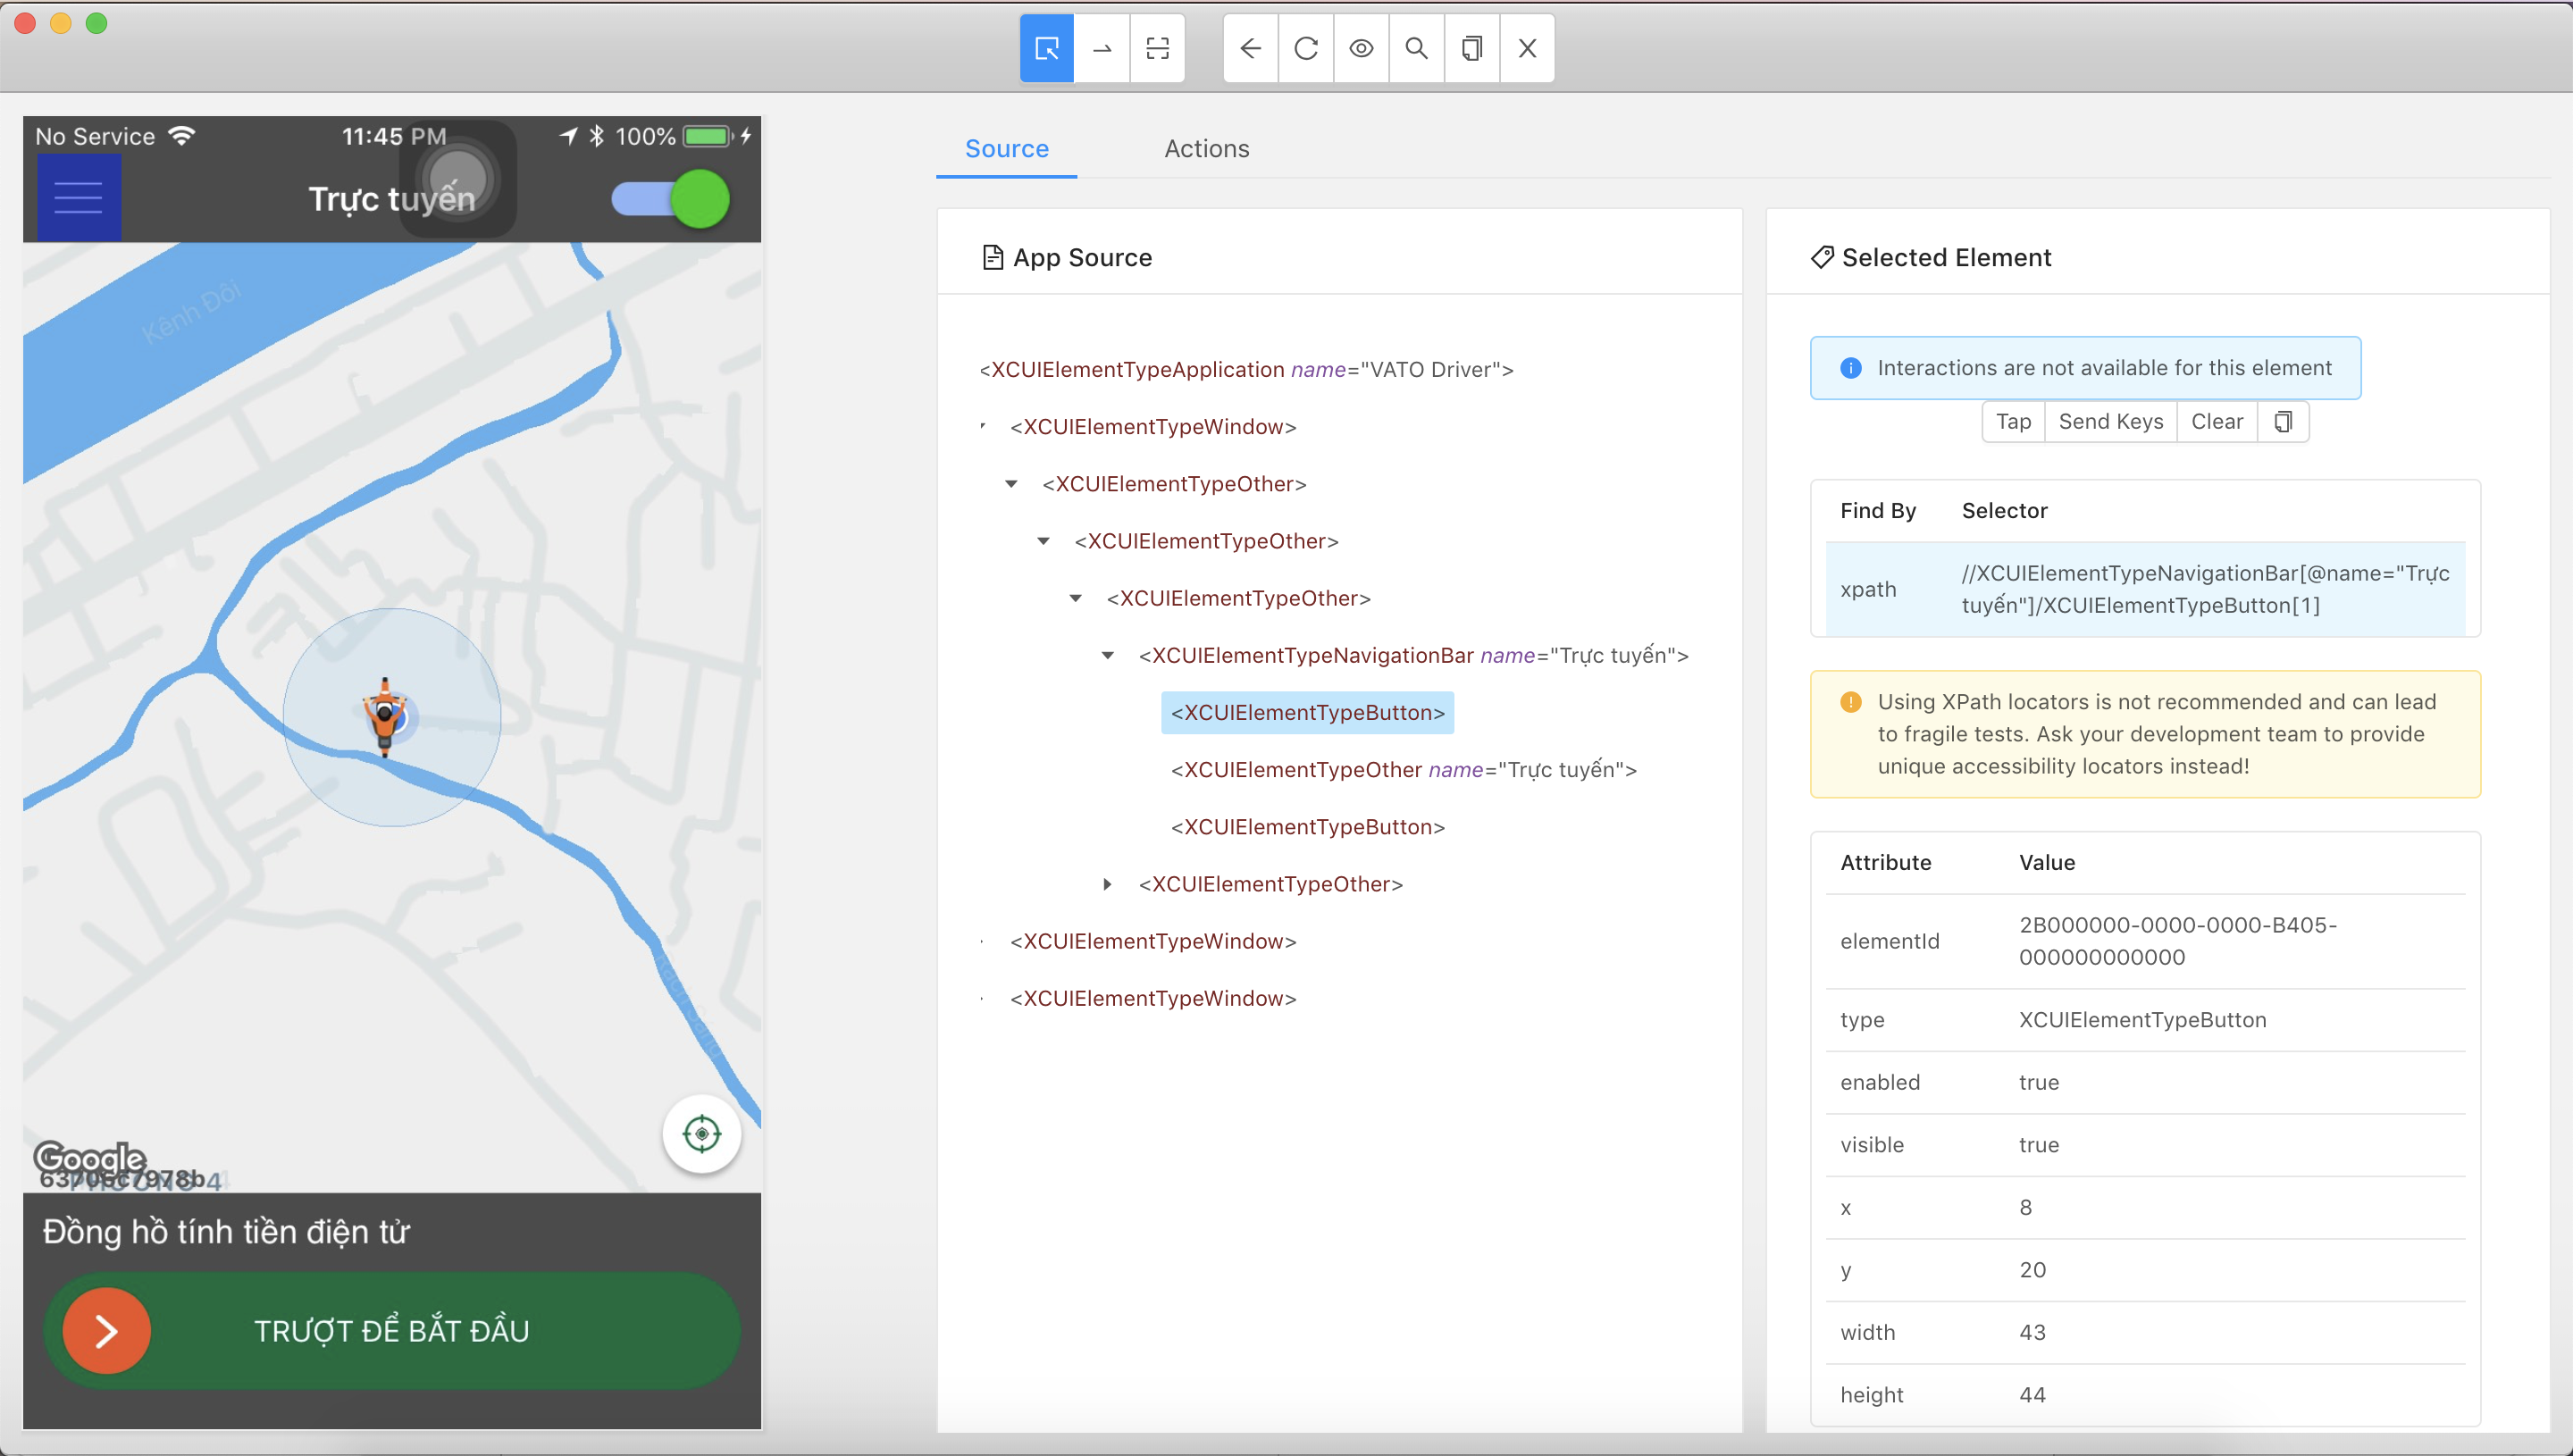 No Service
11:45 PM
100%
Trực tuyến
Kênh Đôi
Google
Đồng hồ tính tiền điện tử
TRƯỢT ĐỂ BẮT ĐẦU
Source
Actions
App Source
<XCUIElementTypeApplication name="VATO Driver">
<XCUIElementTypeWindow>
<XCUIElementTypeOther>
<XCUIElementTypeOther>
<XCUIElementTypeOther>
<XCUIElementTypeNavigationBar name="Trực tuyến">
<XCUIElementTypeButton>
<XCUIElementTypeOther name="Trực tuyến">
<XCUIElementTypeButton>
<XCUIElementTypeOther>
<XCUIElementTypeWindow>
<XCUIElementTypeWindow>
Selected Element
Interactions are not available for this element
Tap Send Keys Clear
Find By Selector
xpath //XCUIElementTypeNavigationBar[@name="Trực
tuyến"]/XCUIElementTypeButton[1]
Using XPath locators is not recommended and can lead
to fragile tests. Ask your development team to provide
unique accessibility locators instead!
Attribute Value
elementId 2B000000-0000-0000-B405-
000000000000
type XCUIElementTypeButton
enabled true
visible true
x 8
y 20
width 43
height 44